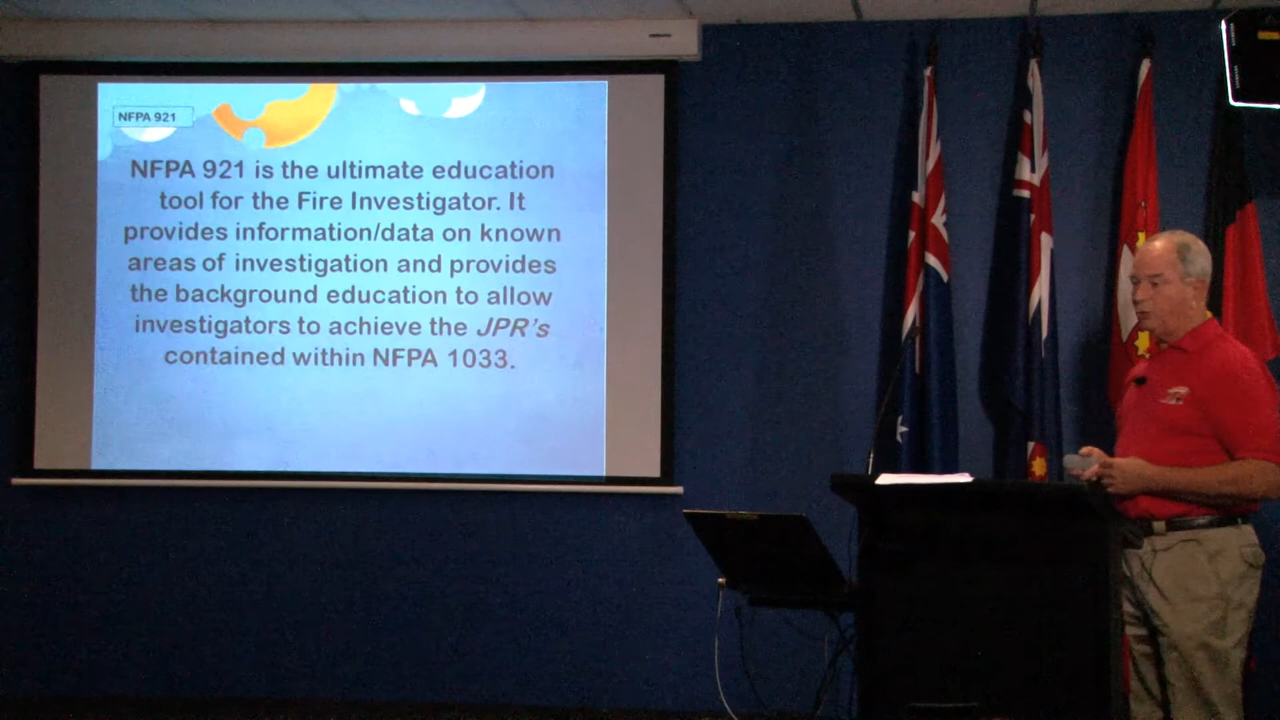 NFPA 921
NFPA 921 is the ultimate education
tool for the Fire Investigator. It
provides information/data on known
areas of investigation and provides
the background education to allow
investigators to achieve the JPR's
contained within NFPA 1033.